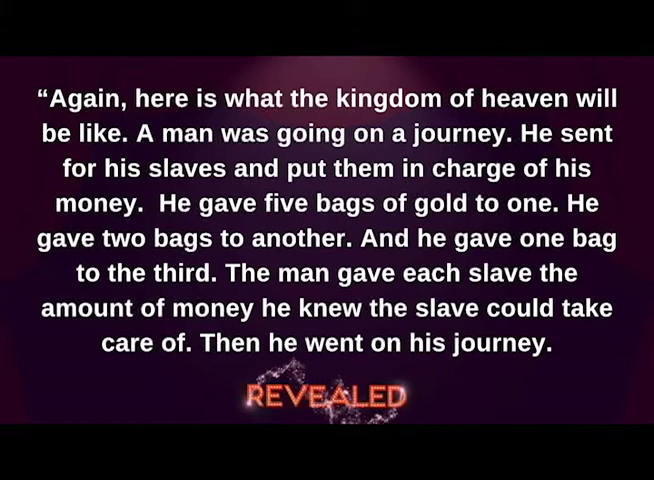 “Again, here is what the kingdom of heaven will
be like. A man was going on a journey. He sent
for his slaves and put them in charge of his
money.  He gave five bags of gold to one. He
gave two bags to another. And he gave one bag
to the third. The man gave each slave the
amount of money he knew the slave could take
care of. Then he went on his journey.
REVEALED